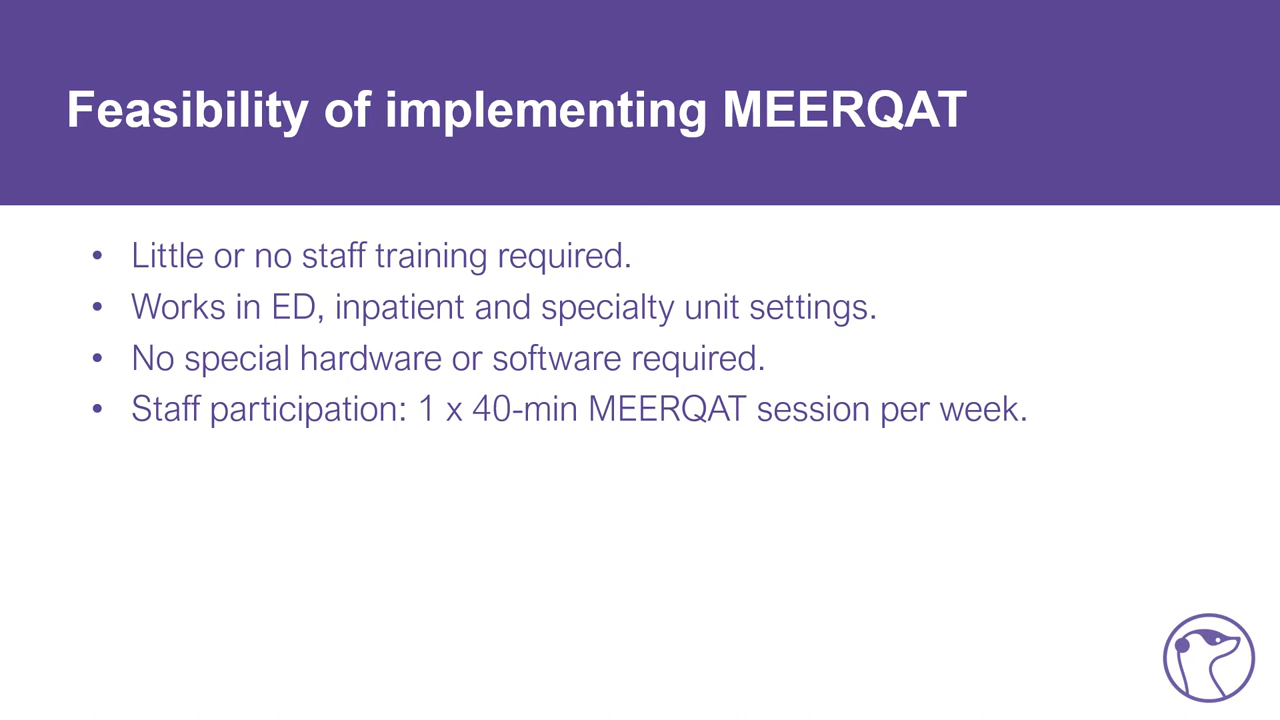 Feasibility of implementing MEERQAT
• Little or no staff training required.
• Works in ED, inpatient and specialty unit settings.
• No special hardware or software required.
• Staff participation: 1 x 40-min MEERQAT session per week.